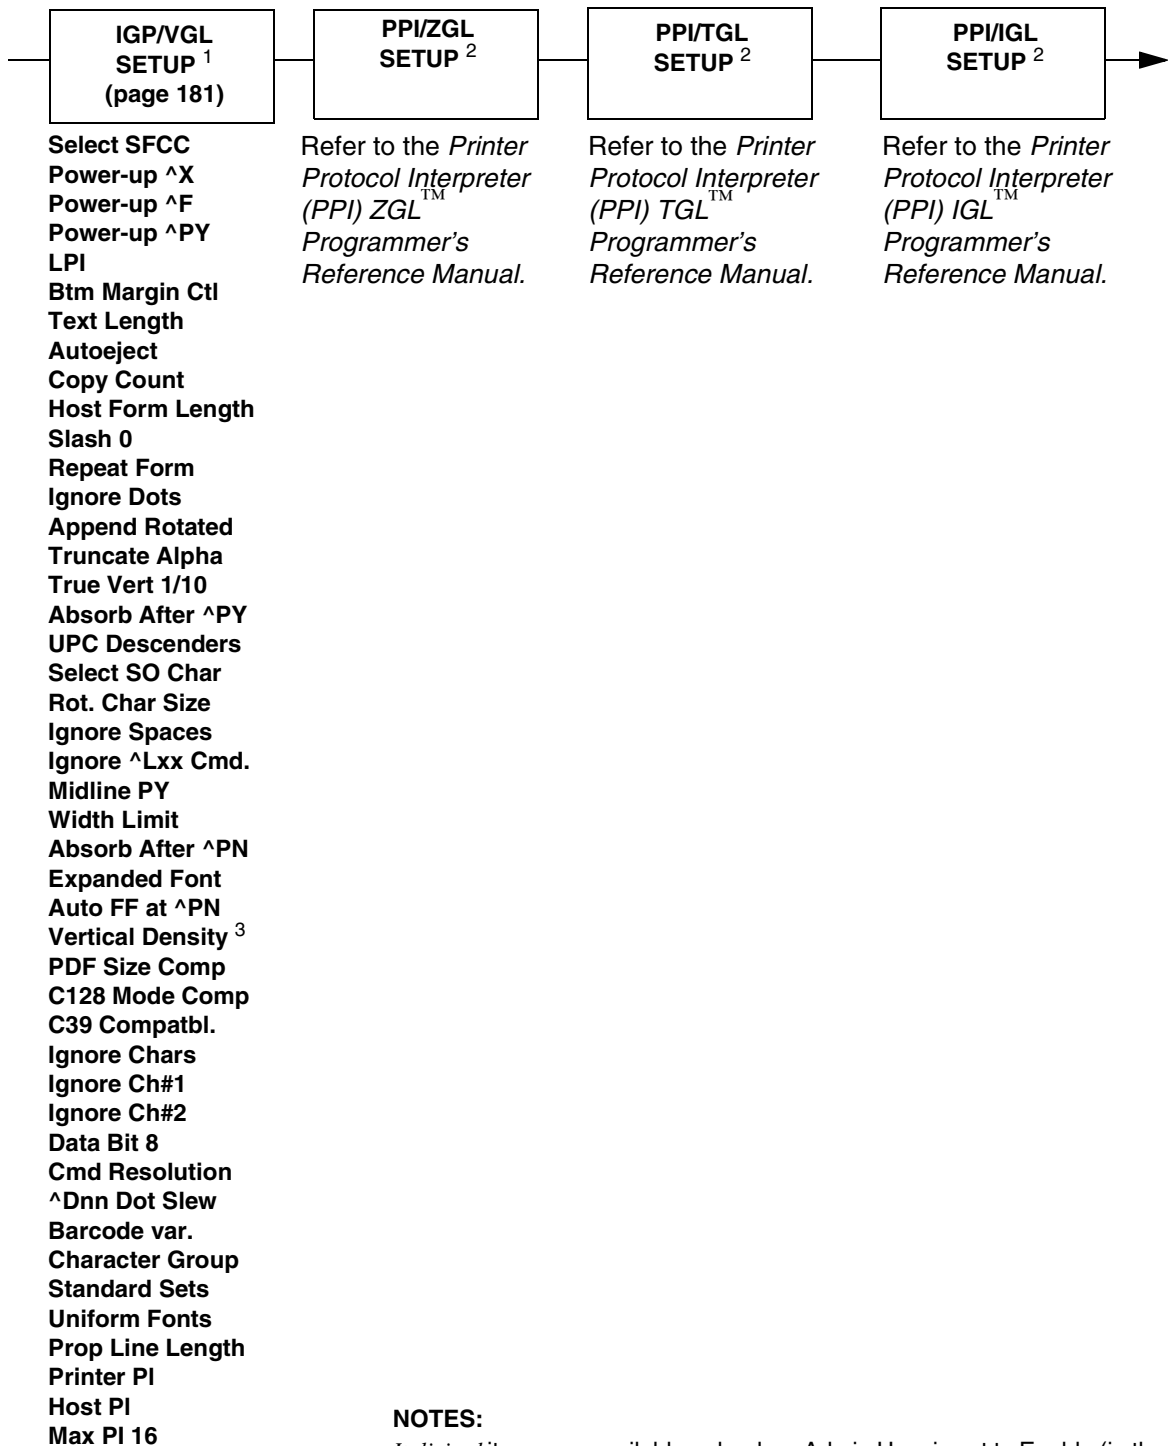 IGP/VGL
SETUP 1
(page 181)
PPI/ZGL
SETUP 2
PPI/TGL
SETUP 2
PPI/IGL
SETUP 2
Select SFCC
Power-up ^X
Power-up ^F
Power-up ^PY
LPI
Btm Margin Ctl
Text Length
Autoeject
Copy Count
Host Form Length
Slash 0
Repeat Form
Ignore Dots
Append Rotated
Truncate Alpha
True Vert 1/10
Absorb After ^PY
UPC Descenders
Select SO Char
Rot. Char Size
Ignore Spaces
Ignore ^Lxx Cmd.
Midline PY
Width Limit
Absorb After ^PN
Expanded Font
Auto FF at ^PN
Vertical Density 3
PDF Size Comp
C128 Mode Comp
C39 Compatbl.
Ignore Chars
Ignore Ch#1
Ignore Ch#2
Data Bit 8
Cmd Resolution
^Dnn Dot Slew
Barcode var.
Character Group
Standard Sets
Uniform Fonts
Prop Line Length
Printer PI
Host PI
Max PI 16
Refer to the Printer
Protocol Interpreter
(PPI) ZGL™
Programmer's
Reference Manual.
Refer to the Printer
Protocol Interpreter
(PPI) TGL™
Programmer's
Reference Manual.
Refer to the Printer
Protocol Interpreter
(PPI) IGL™
Programmer's
Reference Manual.
NOTES: